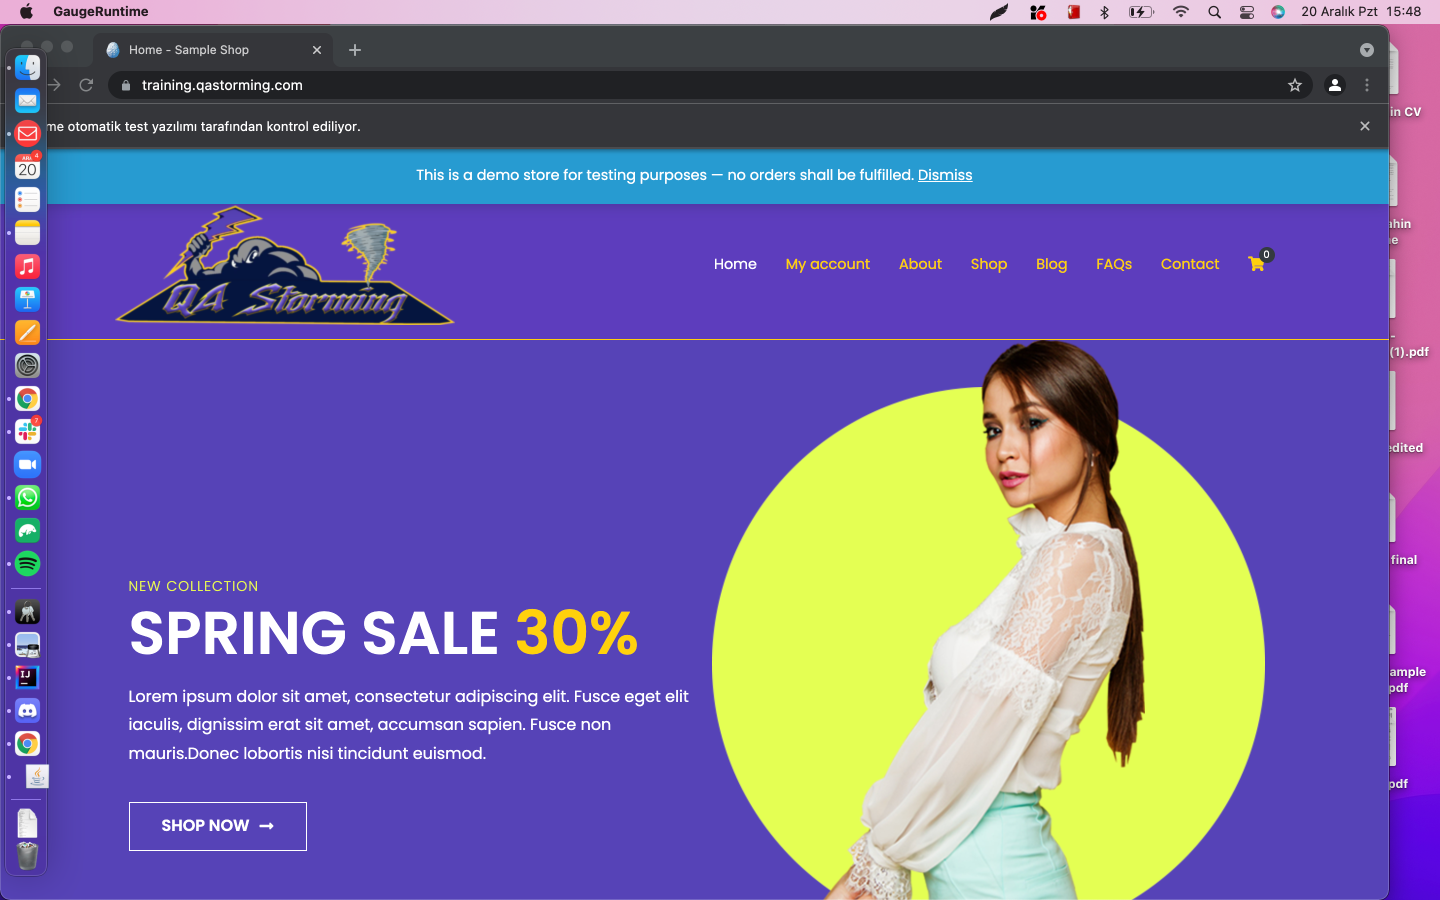 GaugeRuntime
20 Aralık Pzt 15:48
Home - Sample Shop
training.qastorming.com
me otomatik test yazılımı tarafından kontrol ediliyor.
This is a demo store for testing purposes — no orders shall be fulfilled. Dismiss
QA Storming
Home My account About Shop Blog FAQs Contact 0
NEW COLLECTION
SPRING SALE 30%
Lorem ipsum dolor sit amet, consectetur adipiscing elit. Fusce eget elit
iaculis, dignissim erat sit amet, accumsan sapien. Fusce non
mauris.Donec lobortis nisi tincidunt euismod.
SHOP NOW
4
20
7
IJ
in CV
ahin
ne
-
(1).pdf
edited
final
ample
pdf
pdf